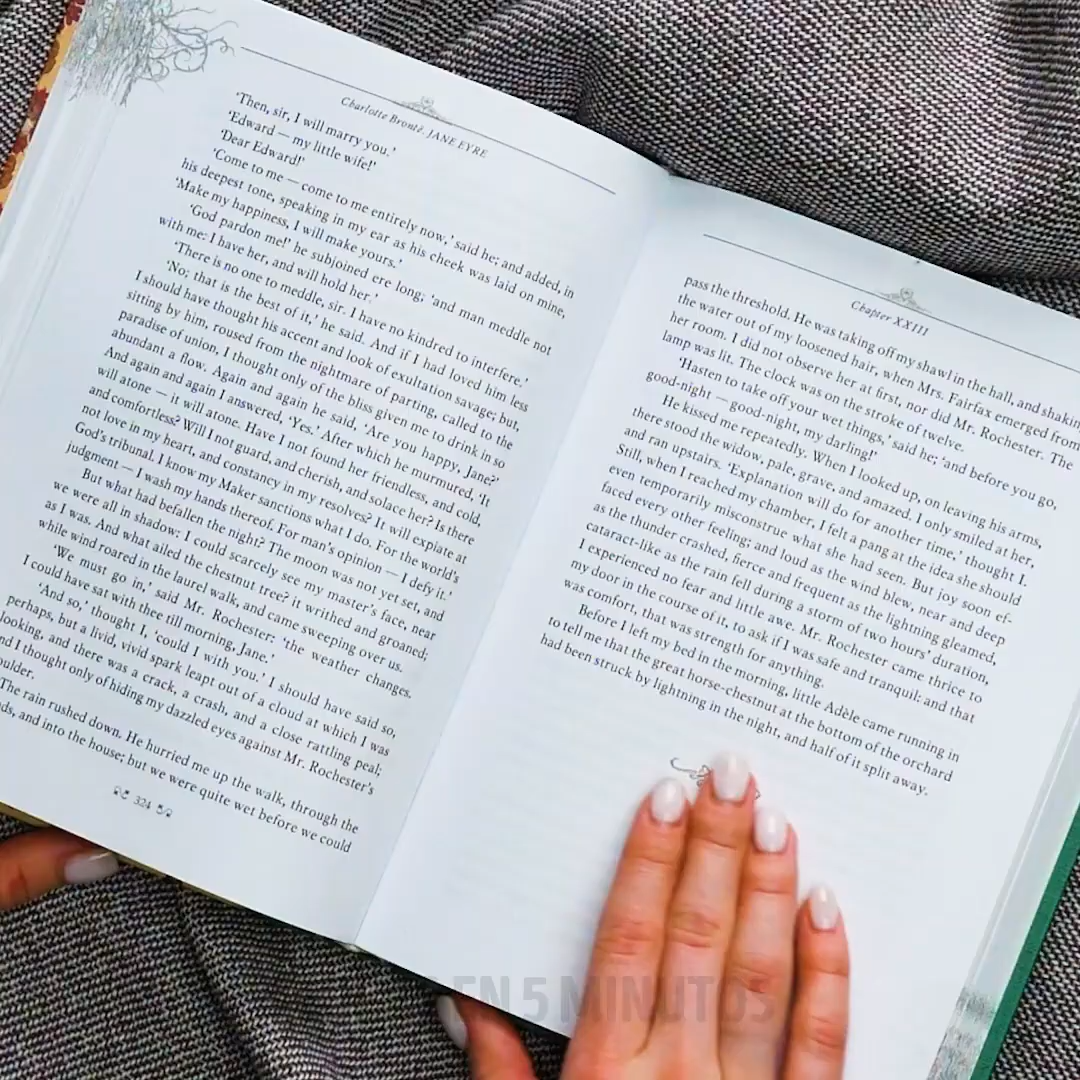 Charlotte Brontë. JANE EYRE
‘Then, sir, I will marry you.’
‘Edward — my little wife!’
‘Dear Edward!’
‘Come to me — come to me entirely now,’ said he; and added, in
his deepest tone, speaking in my ear as his cheek was laid on mine,
‘Make my happiness, I will make yours.’
‘God pardon me!’ he subjoined ere long; ‘and man meddle not
with me: I have her, and will hold her.’
‘There is no one to meddle, sir. I have no kindred to interfere.’
‘No; that is the best of it,’ he said. And if I had loved him less
I should have thought his accent and look of exultation savage; but,
sitting by him, roused from the nightmare of parting, called to the
paradise of union, I thought only of the bliss given me to drink in so
abundant a flow. Again and again he said, ‘Are you happy, Jane?’
And again and again I answered, ‘Yes.’ After which he murmured, ‘It
will atone — it will atone. Have I not found her friendless, and cold,
and comfortless? Will I not guard, and cherish, and solace her? Is there
not love in my heart, and constancy in my resolves? It will expiate at
God’s tribunal. I know my Maker sanctions what I do. For the world’s
judgment — I wash my hands thereof. For man’s opinion — I defy it.’
But what had befallen the night? The moon was not yet set, and
we were all in shadow: I could scarcely see my master’s face, near
as I was. And what ailed the chestnut tree? it writhed and groaned;
while wind roared in the laurel walk, and came sweeping over us.
‘We must go in,’ said Mr. Rochester: ‘the weather changes.
I could have sat with thee till morning, Jane.’
‘And so,’ thought I, ‘could I with you.’ I should have said so,
perhaps, but a livid, vivid spark leapt out of a cloud at which I was
looking, and there was a crack, a crash, and a close rattling peal;
nd I thought only of hiding my dazzled eyes against Mr. Rochester’s
oulder.
The rain rushed down. He hurried me up the walk, through the
ds, and into the house; but we were quite wet before we could
324
Chapter XXIII
pass the threshold. He was taking off my shawl in the hall, and shakin
the water out of my loosened hair, when Mrs. Fairfax emerged from
her room. I did not observe her at first, nor did Mr. Rochester. The
lamp was lit. The clock was on the stroke of twelve.
‘Hasten to take off your wet things,’ said he; ‘and before you go,
good-night — good-night, my darling!’
He kissed me repeatedly. When I looked up, on leaving his arms,
there stood the widow, pale, grave, and amazed. I only smiled at her,
and ran upstairs. ‘Explanation will do for another time,’ thought I.
Still, when I reached my chamber, I felt a pang at the idea she should
even temporarily misconstrue what she had seen. But joy soon ef-
faced every other feeling; and loud as the wind blew, near and deep
as the thunder crashed, fierce and frequent as the lightning gleamed,
cataract-like as the rain fell during a storm of two hours’ duration,
I experienced no fear and little awe. Mr. Rochester came thrice to
my door in the course of it, to ask if I was safe and tranquil: and that
was comfort, that was strength for anything.
Before I left my bed in the morning, little Adèle came running in
to tell me that the great horse-chestnut at the bottom of the orchard
had been struck by lightning in the night, and half of it split away.
EN 5 MINUTOS